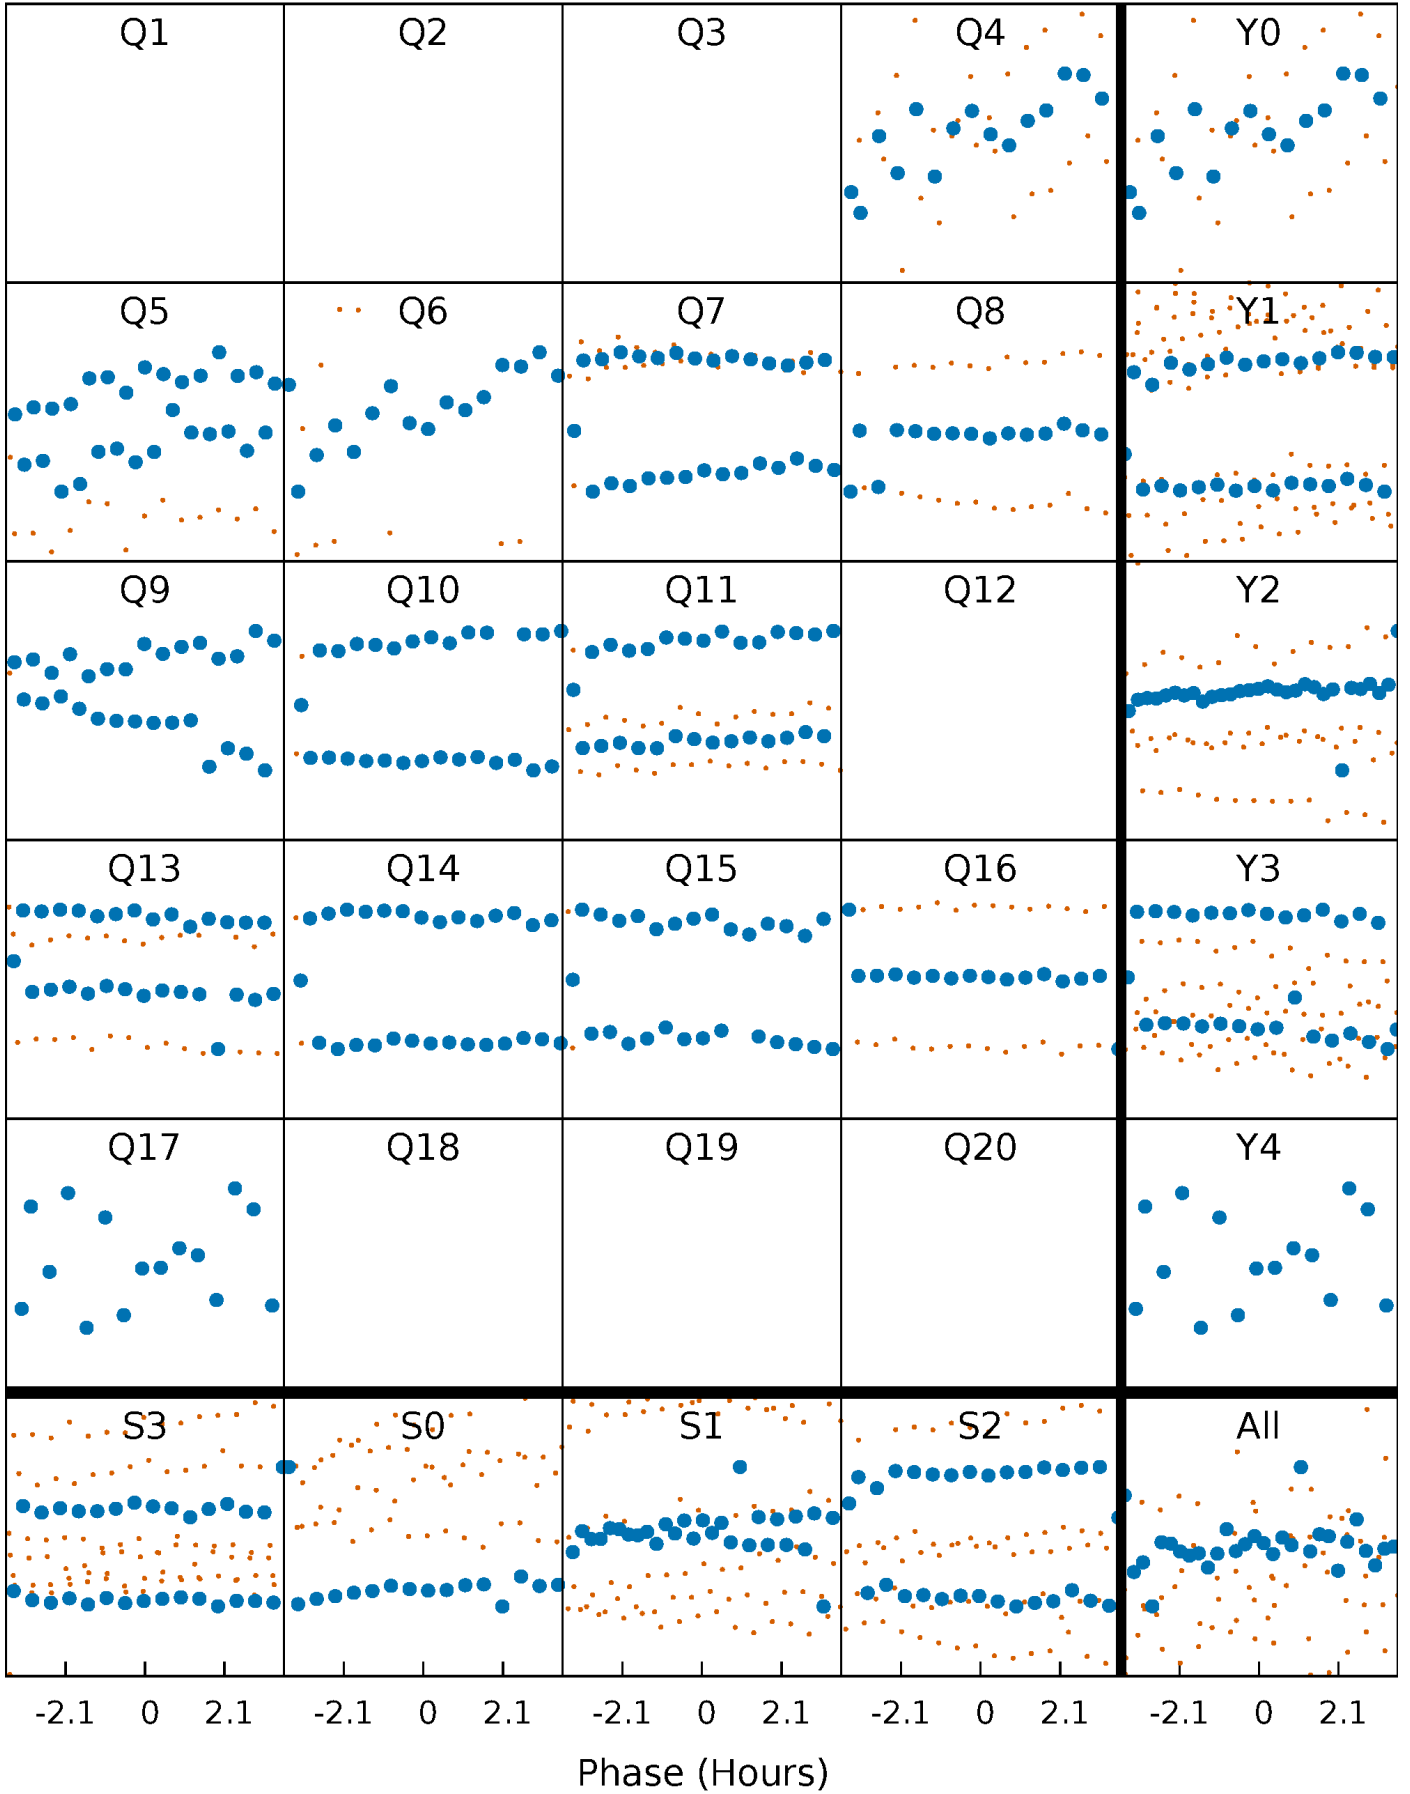 Q1 Q2 Q3 Q4 Y0
Q5 Q6 Q7 Q8 Y1
Q9 Q10 Q11 Q12 Y2
Q13 Q14 Q15 Q16 Y3
Q17 Q18 Q19 Q20 Y4
S3 S0 S1 S2 All
-2.1 0 2.1 -2.1 0 2.1 -2.1 0 2.1 -2.1 0 2.1 -2.1 0 2.1
Phase (Hours)